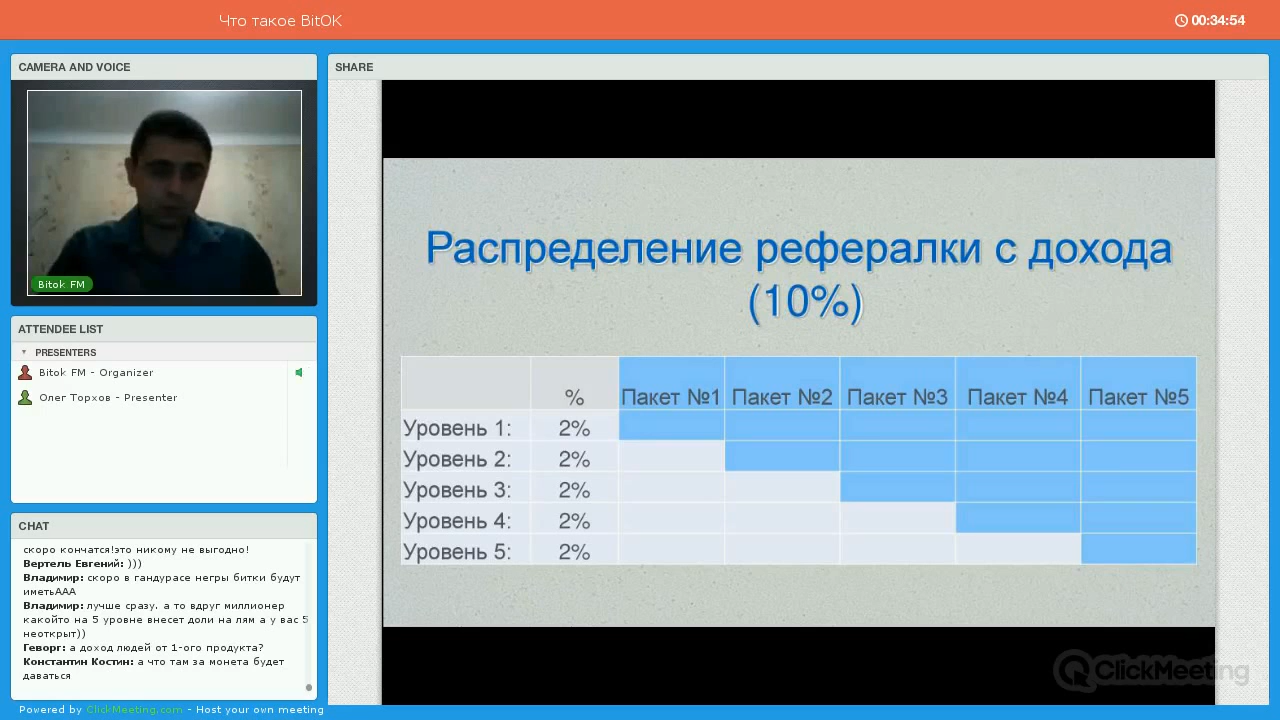 Что такое BitOK
00:34:54
CAMERA AND VOICE
Bitok FM
ATTENDEE LIST
PRESENTERS
Bitok FM - Organizer
Олег Торхов - Presenter
CHAT
скоро кончатся!это никому не выгодно!
Вертель Евгений: )))
Владимир: скоро в гандурасе негры битки будут
иметьААА
Владимир: лучше сразу. а то вдруг миллионер
какойто на 5 уровне внесет доли на лям а у вас 5
неоткрыт))
Геворг: а доход людей от 1-ого продукта?
Константин Костин: а что там за монета будет
даваться
Powered by ClickMeeting.com - Host your own meeting
SHARE
Распределение рефералки с дохода
(10%)
% Пакет №1 Пакет №2 Пакет №3 Пакет №4 Пакет №5
Уровень 1: 2%
Уровень 2: 2%
Уровень 3: 2%
Уровень 4: 2%
Уровень 5: 2%
ClickMeeting